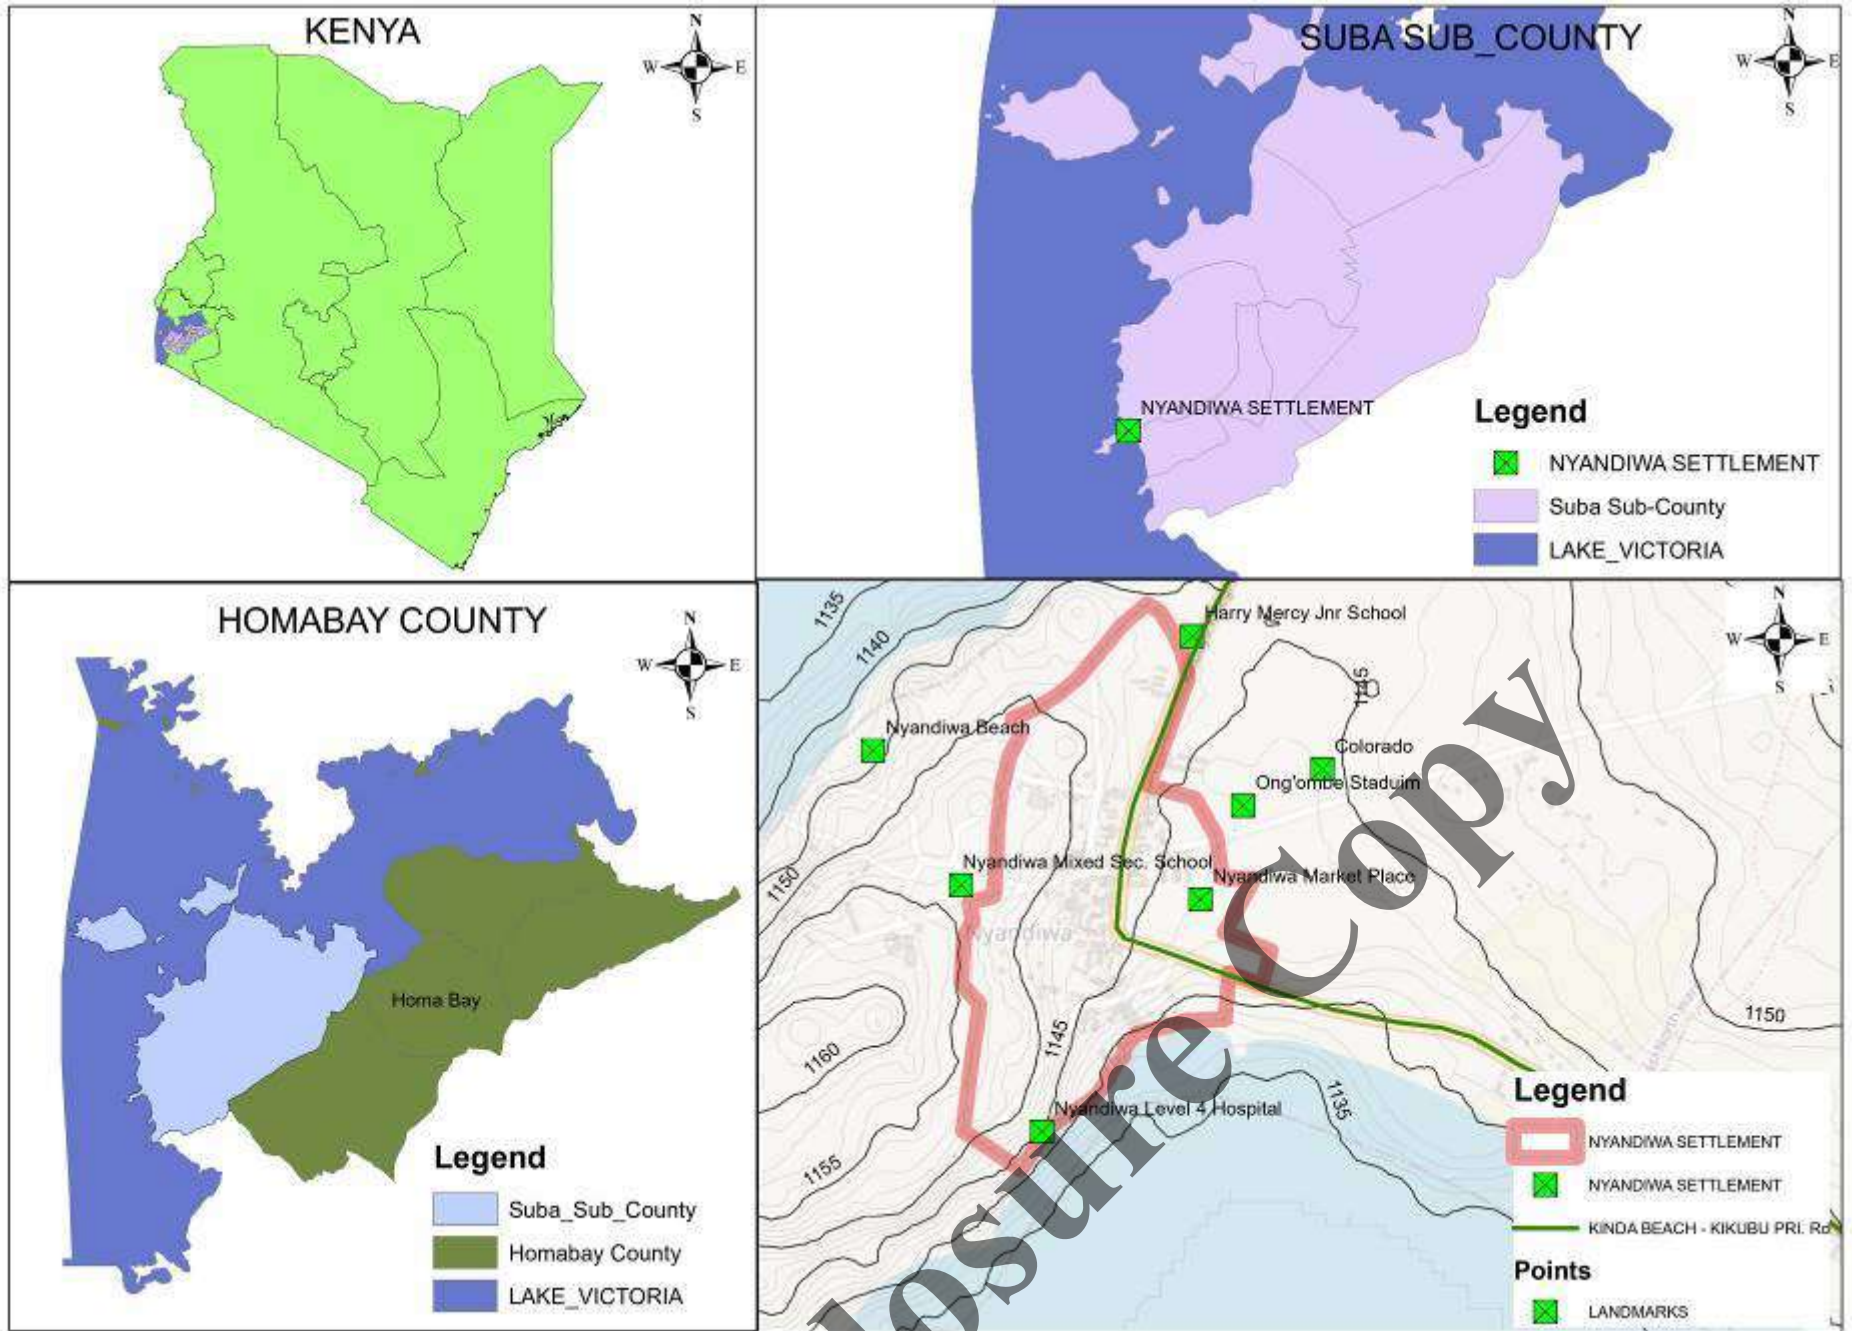 KENYA
N
W E
S
SUBA SUB_COUNTY
N
W E
S
NYANDIWA SETTLEMENT
Legend
NYANDIWA SETTLEMENT
Suba Sub-County
LAKE_VICTORIA
HOMABAY COUNTY
N
W E
S
Homa Bay
Legend
Suba_Sub_County
Homabay County
LAKE_VICTORIA
1135
1140
Harry Mercy Jnr School
N
W E
S
1145
Nyandiwa Beach
Colorado
Ong'ombe Staduim
Nyandiwa Mixed Sec. School
Nyandiwa Market Place
1150
Nyandiwa
1150
1145
1160
Nyandiwa Level 4 Hospital
1135
1155
Legend
NYANDIWA SETTLEMENT
NYANDIWA SETTLEMENT
KINDA BEACH - KIKUBU PRI. Rd
Points
LANDMARKS
losure Copy